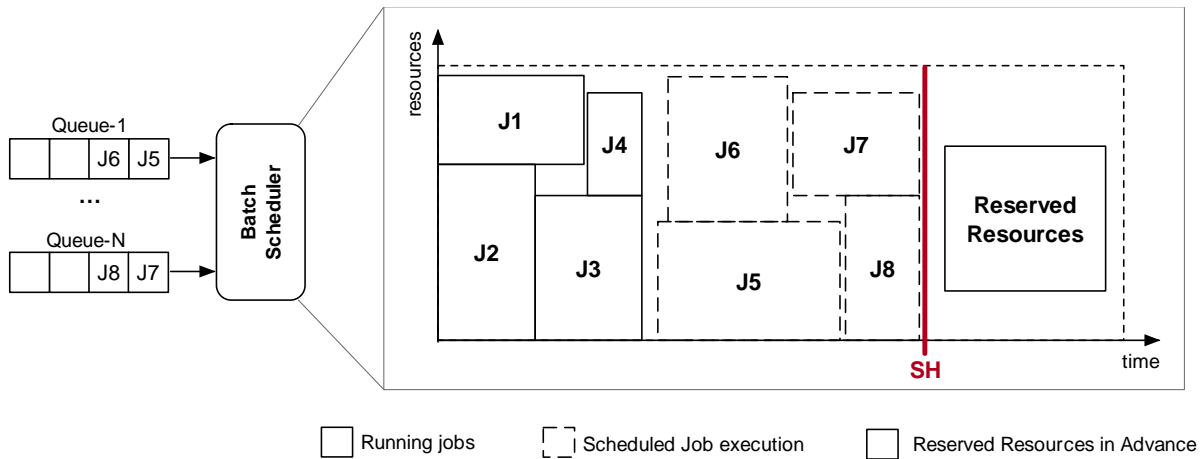 Queue-1
J6 J5
...
Queue-N
J8 J7
Batch
Scheduler
resources
J1
J4
J2
J3
J6
J7
J5
J8
Reserved
Resources
time
SH
Running jobs
Scheduled Job execution
Reserved Resources in Advance